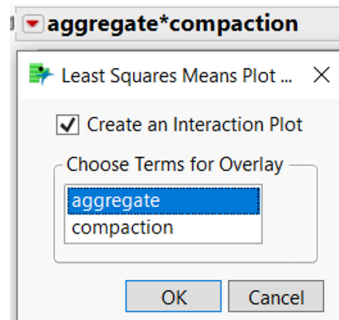 aggregate*compaction
Least Squares Means Plot ...
Create an Interaction Plot
Choose Terms for Overlay
aggregate
compaction
OK Cancel